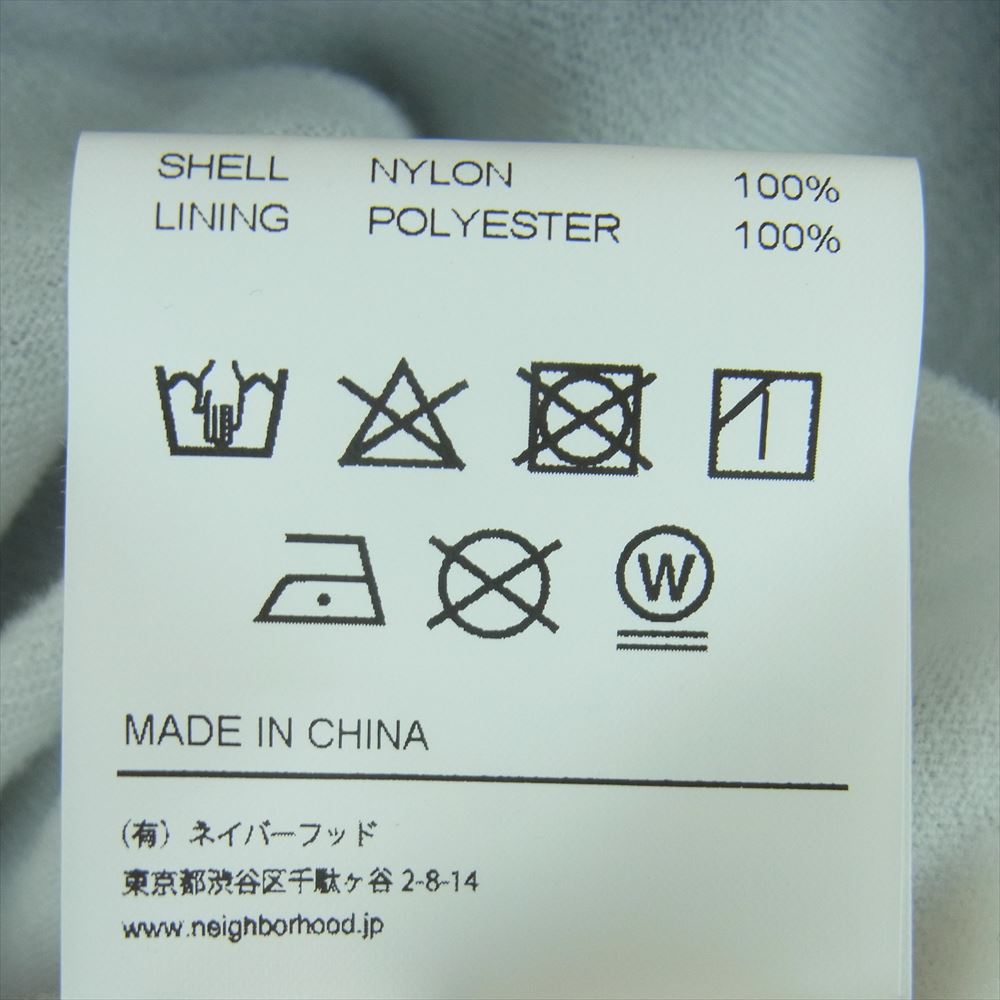 SHELL NYLON 100%
LINING POLYESTER 100%
W
MADE IN CHINA
(有) ネイバーフッド
東京都渋谷区千駄ヶ谷 2-8-14
www.neighborhood.jp